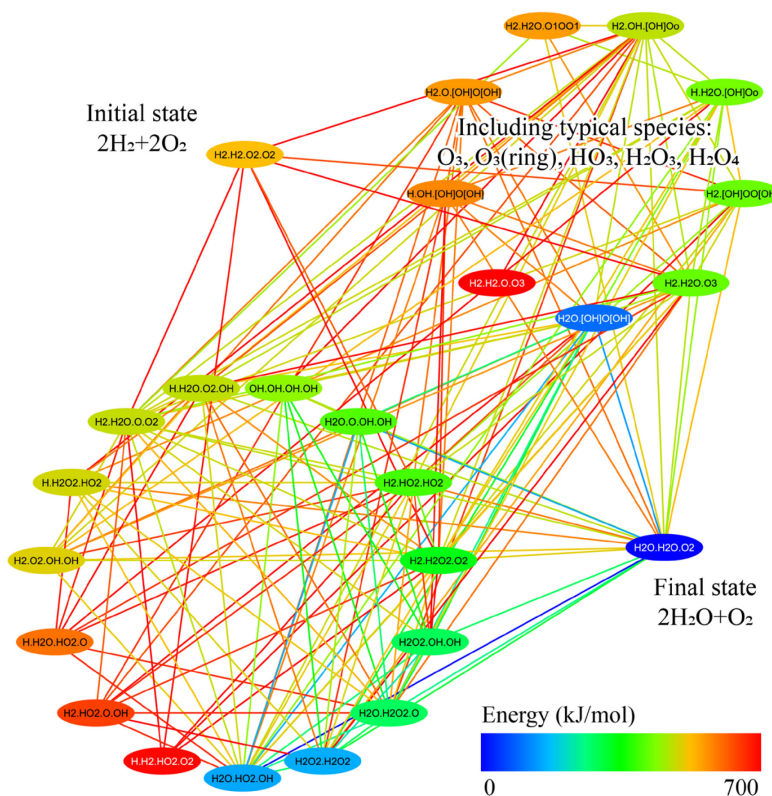 H2.H2O.O1OO1
H2.OH.[OH]Oo
H2.O.[OH]O[OH]
H.H2O.[OH]Oo
Initial state
2H₂+2O₂
Including typical species:
O₃, O₃(ring), HO₃, H₂O₃, H₂O₄
H2.H2.O2.O2
H.OH.[OH]O[OH]
H2.[OH]OO[OH]
H2.H2.O.O3
H2.H2O.O3
H2O.[OH]O[OH]
H.H2O.O2.OH
OH.OH.OH.OH
H2.H2O.O.O2
H2O.O.OH.OH
H.H2O2.HO2
H2.HO2.HO2
H2.O2.OH.OH
H2.H2O2.O2
H2O.H2O.O2
Final state
2H₂O+O₂
H.H2O.HO2.O
H2O2.OH.OH
H2.HO2.O.OH
H2O.H2O2.O
H.H2.HO2.O2
H2O.HO2.OH
H2O2.H2O2
Energy (kJ/mol)
0 700